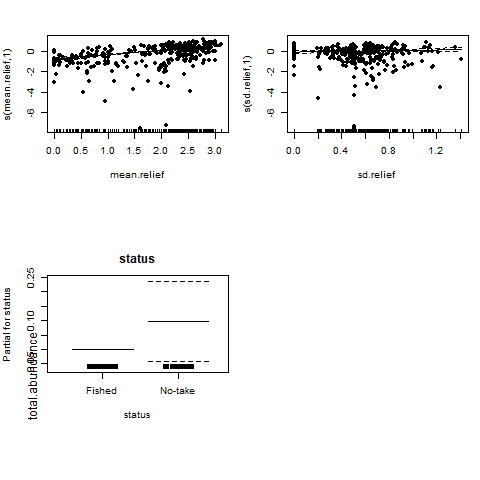 s(mean.relief,1)
0
-2
-4
-6
0.0 0.5 1.0 1.5 2.0 2.5 3.0
mean.relief
s(sd.relief,1)
0
-2
-4
-6
0.0 0.4 0.8 1.2
sd.relief
status
Partial for status
total.abundance
0.25
0.10
Fished No-take
status